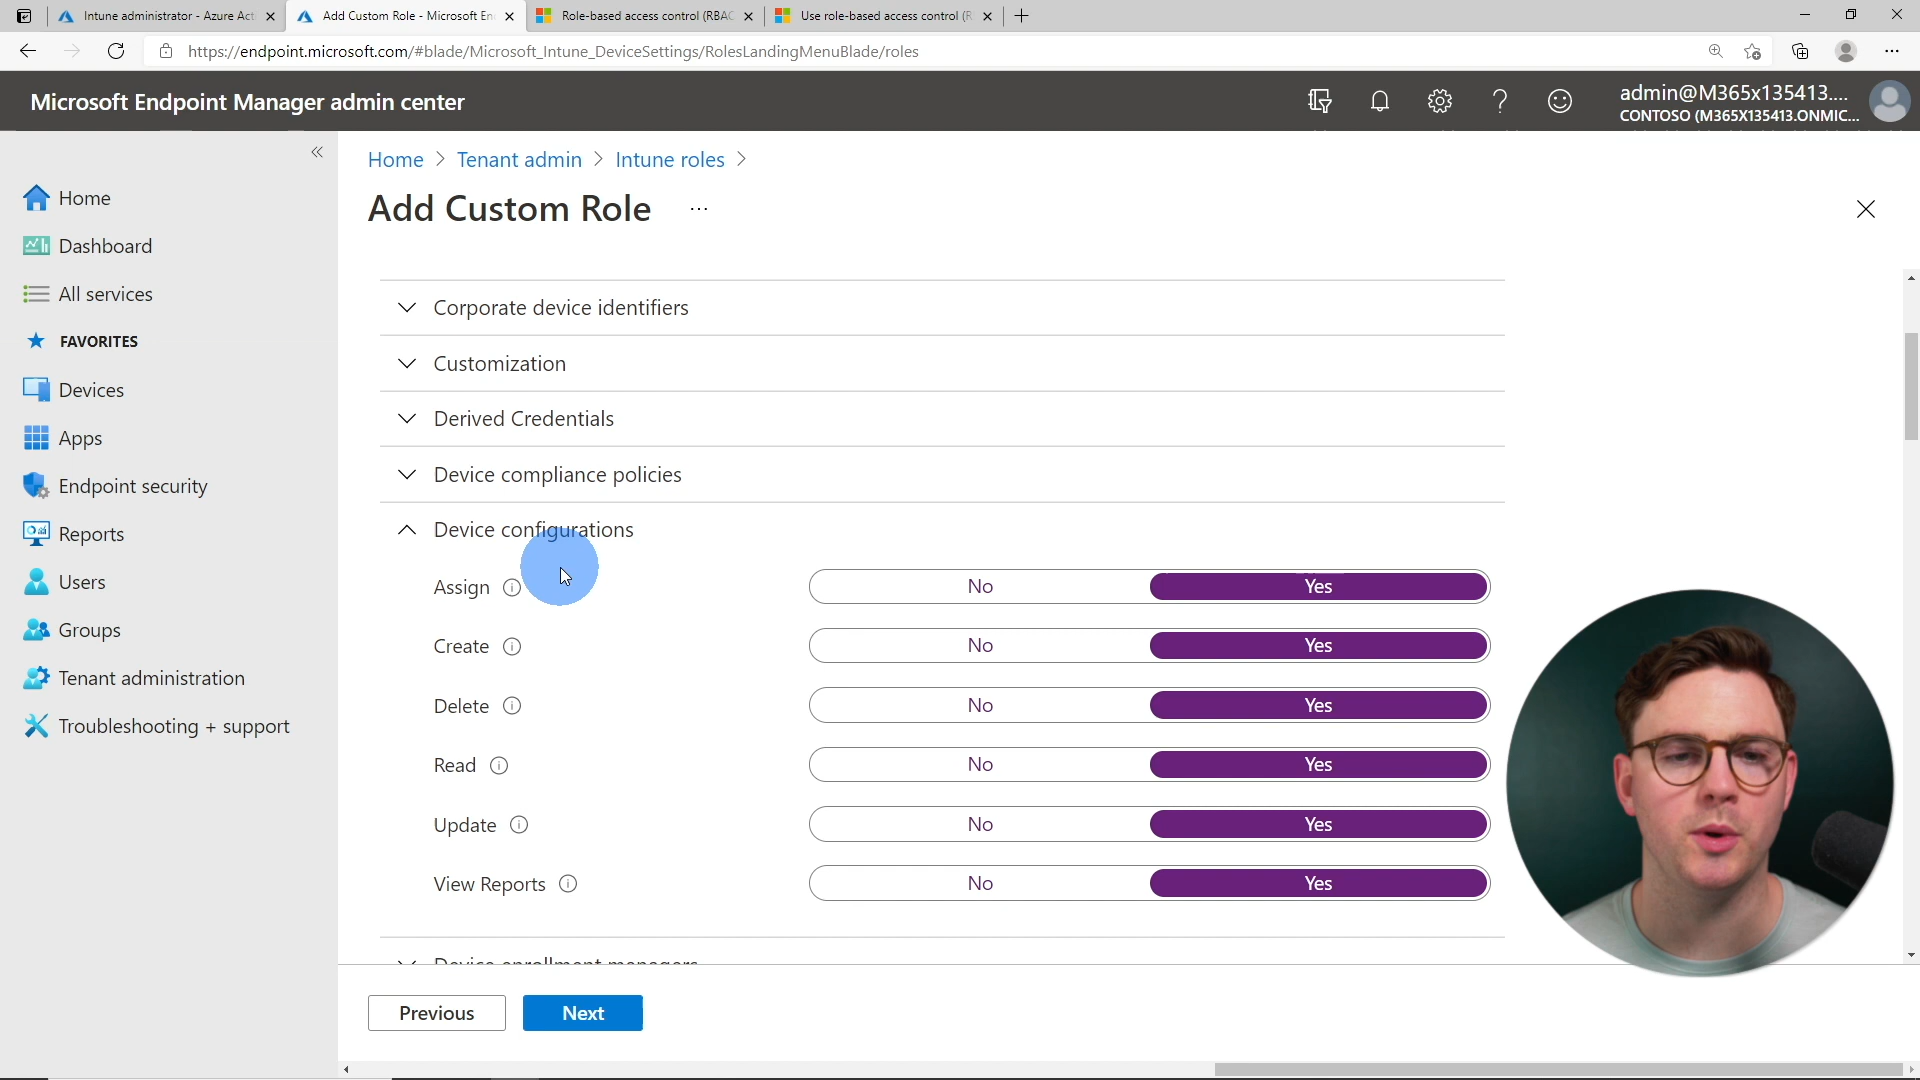 Intune administrator - Azure Act
Add Custom Role - Microsoft En
Role-based access control (RBAC
Use role-based access control (R
https://endpoint.microsoft.com/#blade/Microsoft_Intune_DeviceSettings/RolesLandingMenuBlade/roles
Microsoft Endpoint Manager admin center
admin@M365x135413....
CONTOSO (M365X135413.ONMIC...
Home > Tenant admin > Intune roles >
Add Custom Role ...
Home
Dashboard
All services
FAVORITES
Devices
Apps
Endpoint security
Reports
Users
Groups
Tenant administration
Troubleshooting + support
Corporate device identifiers
Customization
Derived Credentials
Device compliance policies
Device configurations
Assign No Yes
Create No Yes
Delete No Yes
Read No Yes
Update No Yes
View Reports No Yes
Device enrollment managers
Previous Next